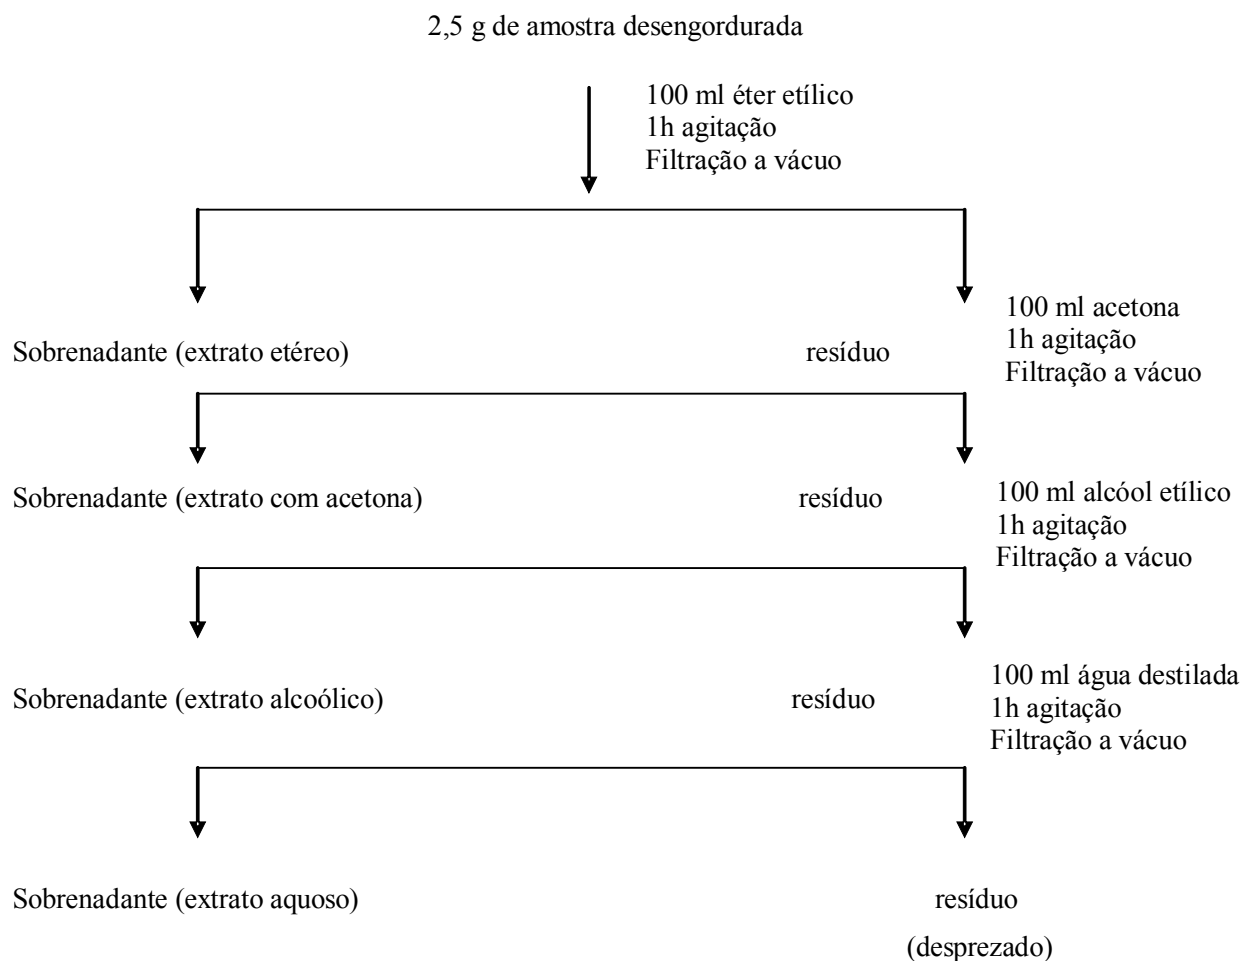 2,5 g de amostra desengordurada
100 ml éter etílico
1h agitação
Filtração a vácuo
100 ml acetona
1h agitação
Filtração a vácuo
Sobrenadante (extrato etéreo)
resíduo
Sobrenadante (extrato com acetona)
resíduo
100 ml alcóol etílico
1h agitação
Filtração a vácuo
Sobrenadante (extrato alcoólico)
resíduo
100 ml água destilada
1h agitação
Filtração a vácuo
Sobrenadante (extrato aquoso)
resíduo
(desprezado)